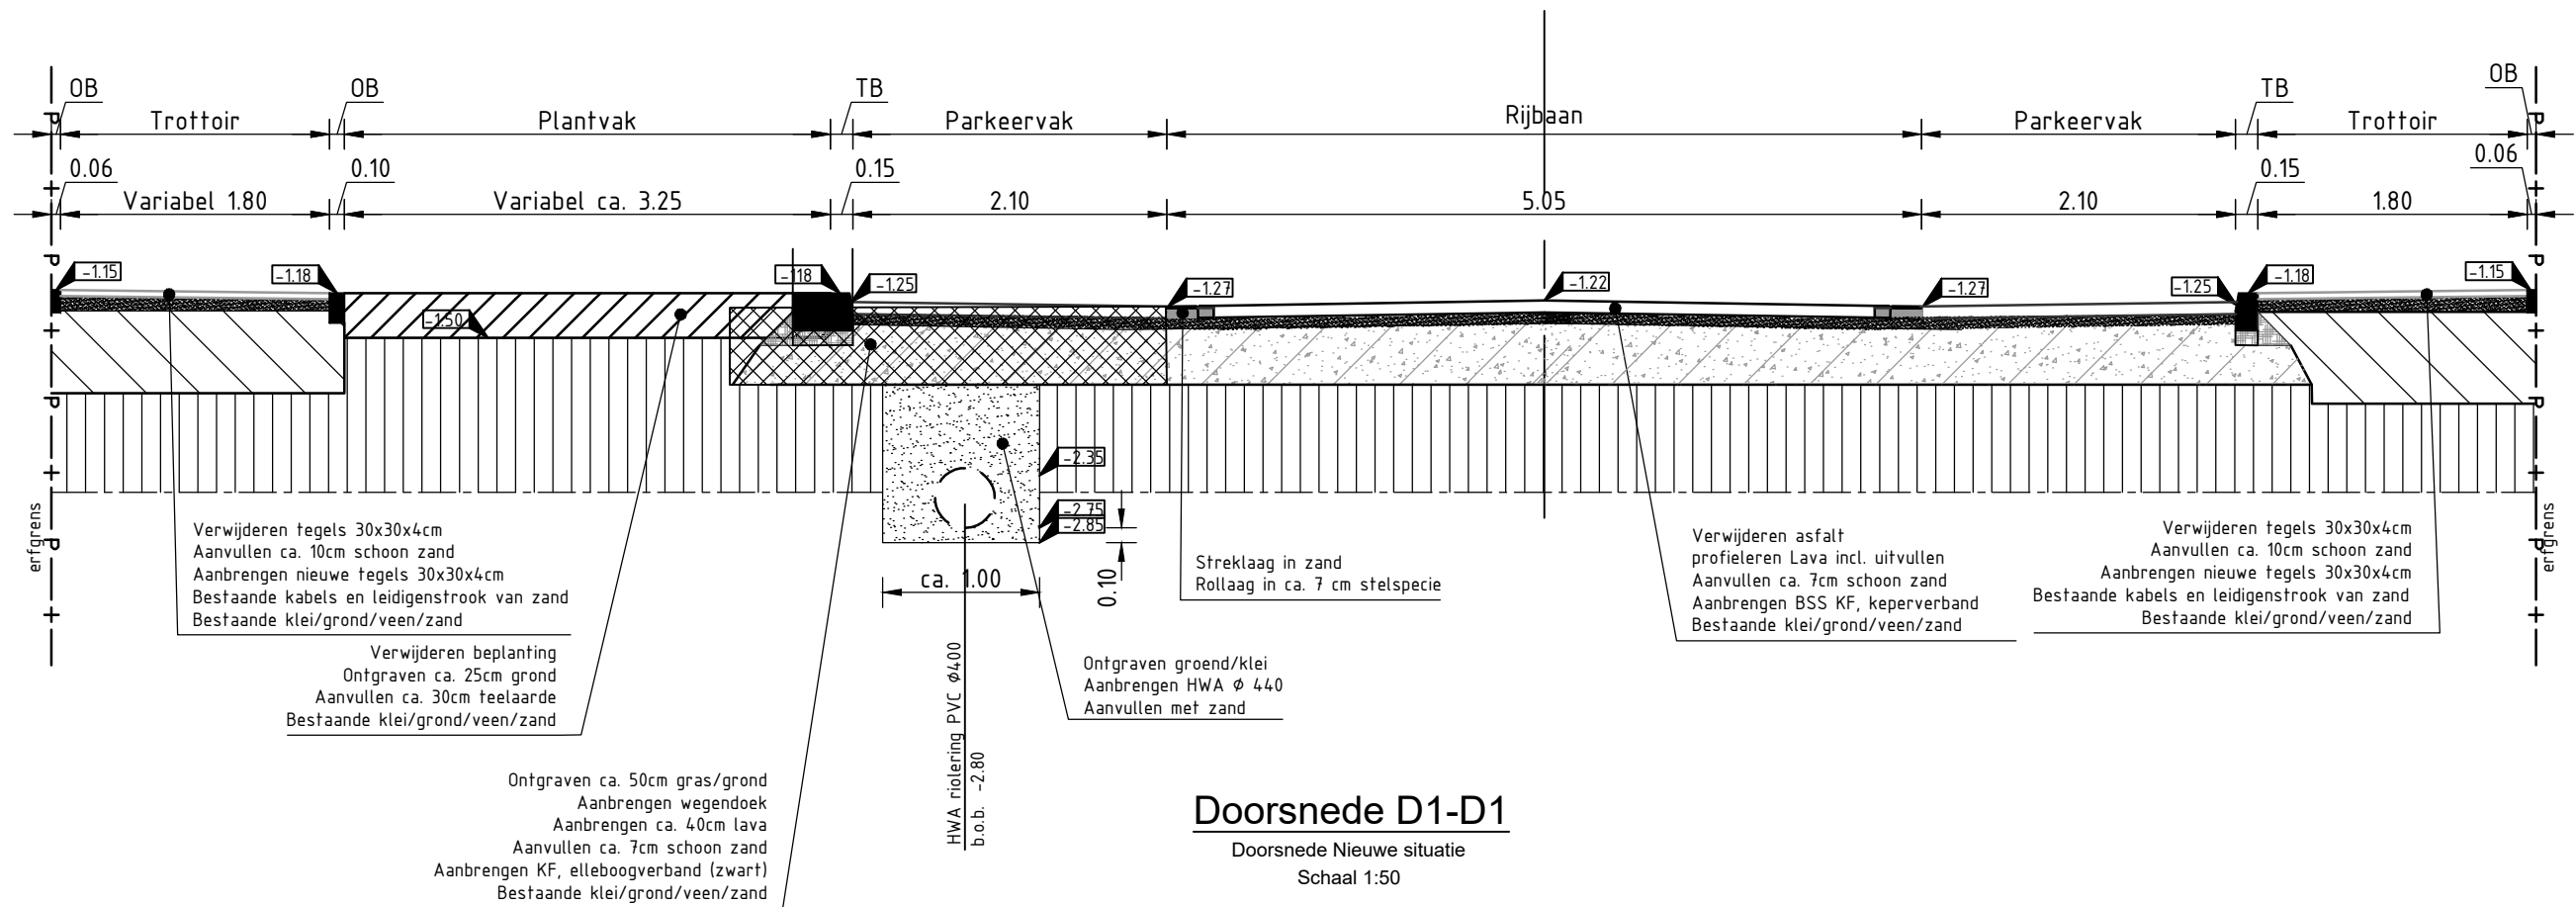 OB
OB
TB
TB
OB
Trottoir
Plantvak
Parkeervak
Rijbaan
Parkeervak
Trottoir
0.06
0.10
0.15
0.15
0.06
Variabel 1.80
Variabel ca. 3.25
2.10
5.05
2.10
1.80
-1.15
-1.18
-118
-1.25
-1.27
-1.22
-1.27
-1.25
-1.18
-1.15
-1.50
-2.35
-2.75
-2.85
P
P
P
P
P
P
P
P
erfgrens
erfgrens
Verwijderen tegels 30x30x4cm
Aanvullen ca. 10cm schoon zand
Aanbrengen nieuwe tegels 30x30x4cm
Bestaande kabels en leidigenstrook van zand
Bestaande klei/grond/veen/zand
Verwijderen beplanting
Ontgraven ca. 25cm grond
Aanvullen ca. 30cm teelaarde
Bestaande klei/grond/veen/zand
Ontgraven ca. 50cm gras/grond
Aanbrengen wegendoek
Aanbrengen ca. 40cm lava
Aanvullen ca. 7cm schoon zand
Aanbrengen KF, elleboogverband (zwart)
Bestaande klei/grond/veen/zand
ca. 1.00
0.10
HWA riolering PVC ø400
b.o.b. -2.80
Ontgraven groend/klei
Aanbrengen HWA Ø 440
Aanvullen met zand
Streklaag in zand
Rollaag in ca. 7 cm stelspecie
Verwijderen asfalt
profieleren Lava incl. uitvullen
Aanvullen ca. 7cm schoon zand
Aanbrengen BSS KF, keperverband
Bestaande klei/grond/veen/zand
Verwijderen tegels 30x30x4cm
Aanvullen ca. 10cm schoon zand
Aanbrengen nieuwe tegels 30x30x4cm
Bestaande kabels en leidigenstrook van zand
Bestaande klei/grond/veen/zand
Doorsnede D1-D1
Doorsnede Nieuwe situatie
Schaal 1:50